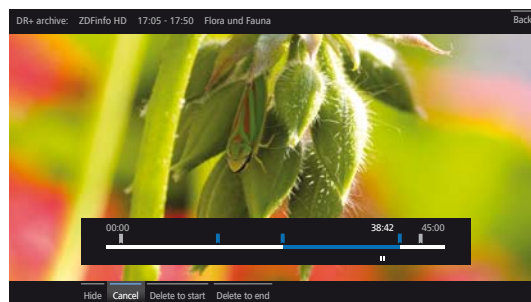 DR+ archive: ZDFinfo HD 17:05 - 17:50 Flora und Fauna Back
00:00 38:42 45:00
Hide Cancel Delete to start Delete to end